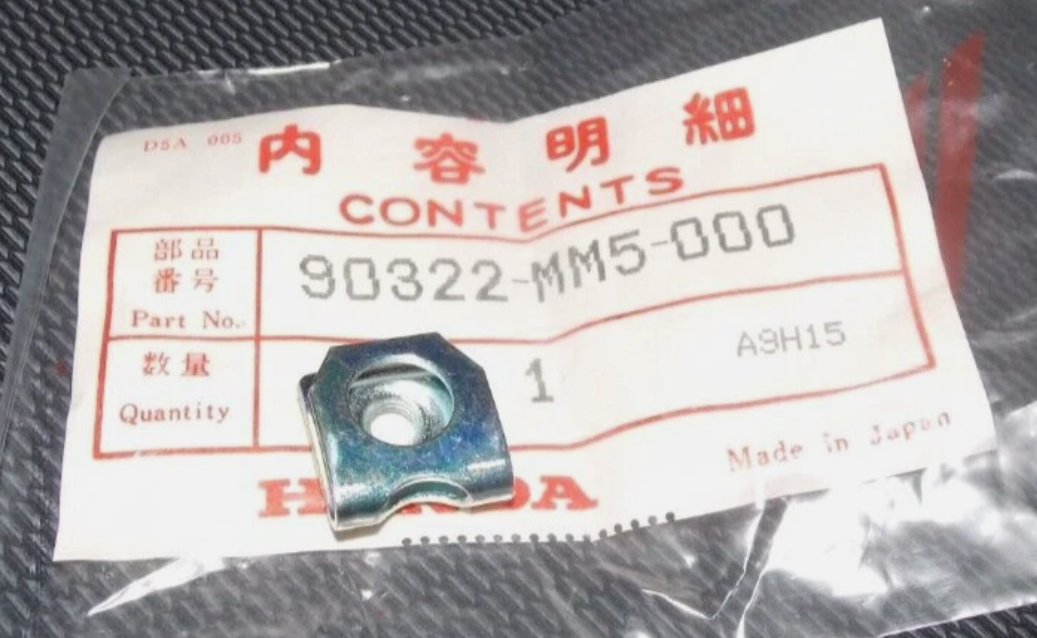 D5A 005
内容明細
CONTENTS
部品
番号
Part No.
90322-MM5-000
数量
Quantity
1
A9H15
Made in Japan